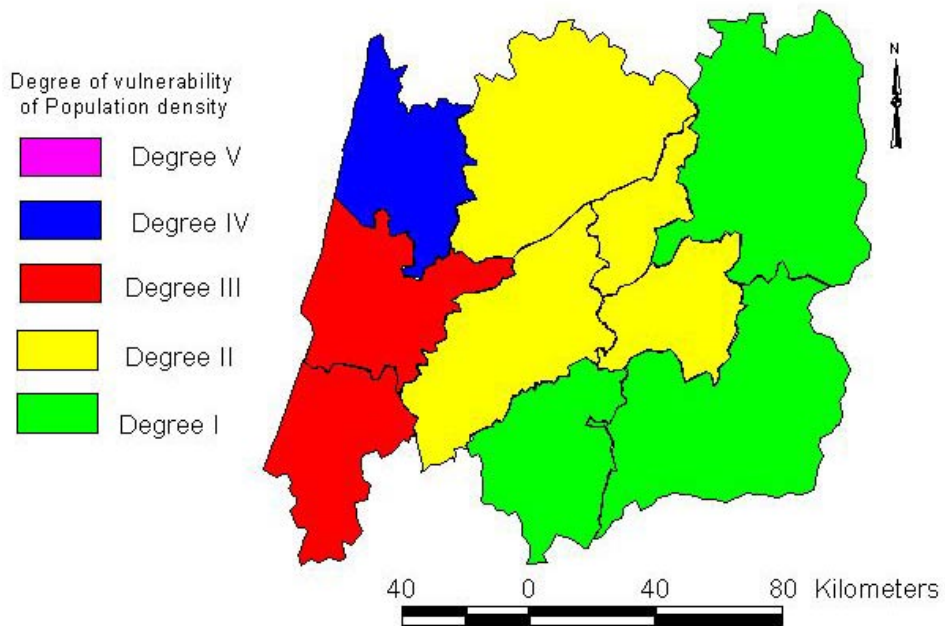 N
Degree of vulnerability
of Population density
Degree V
Degree IV
Degree III
Degree II
Degree I
40 0 40 80 Kilometers